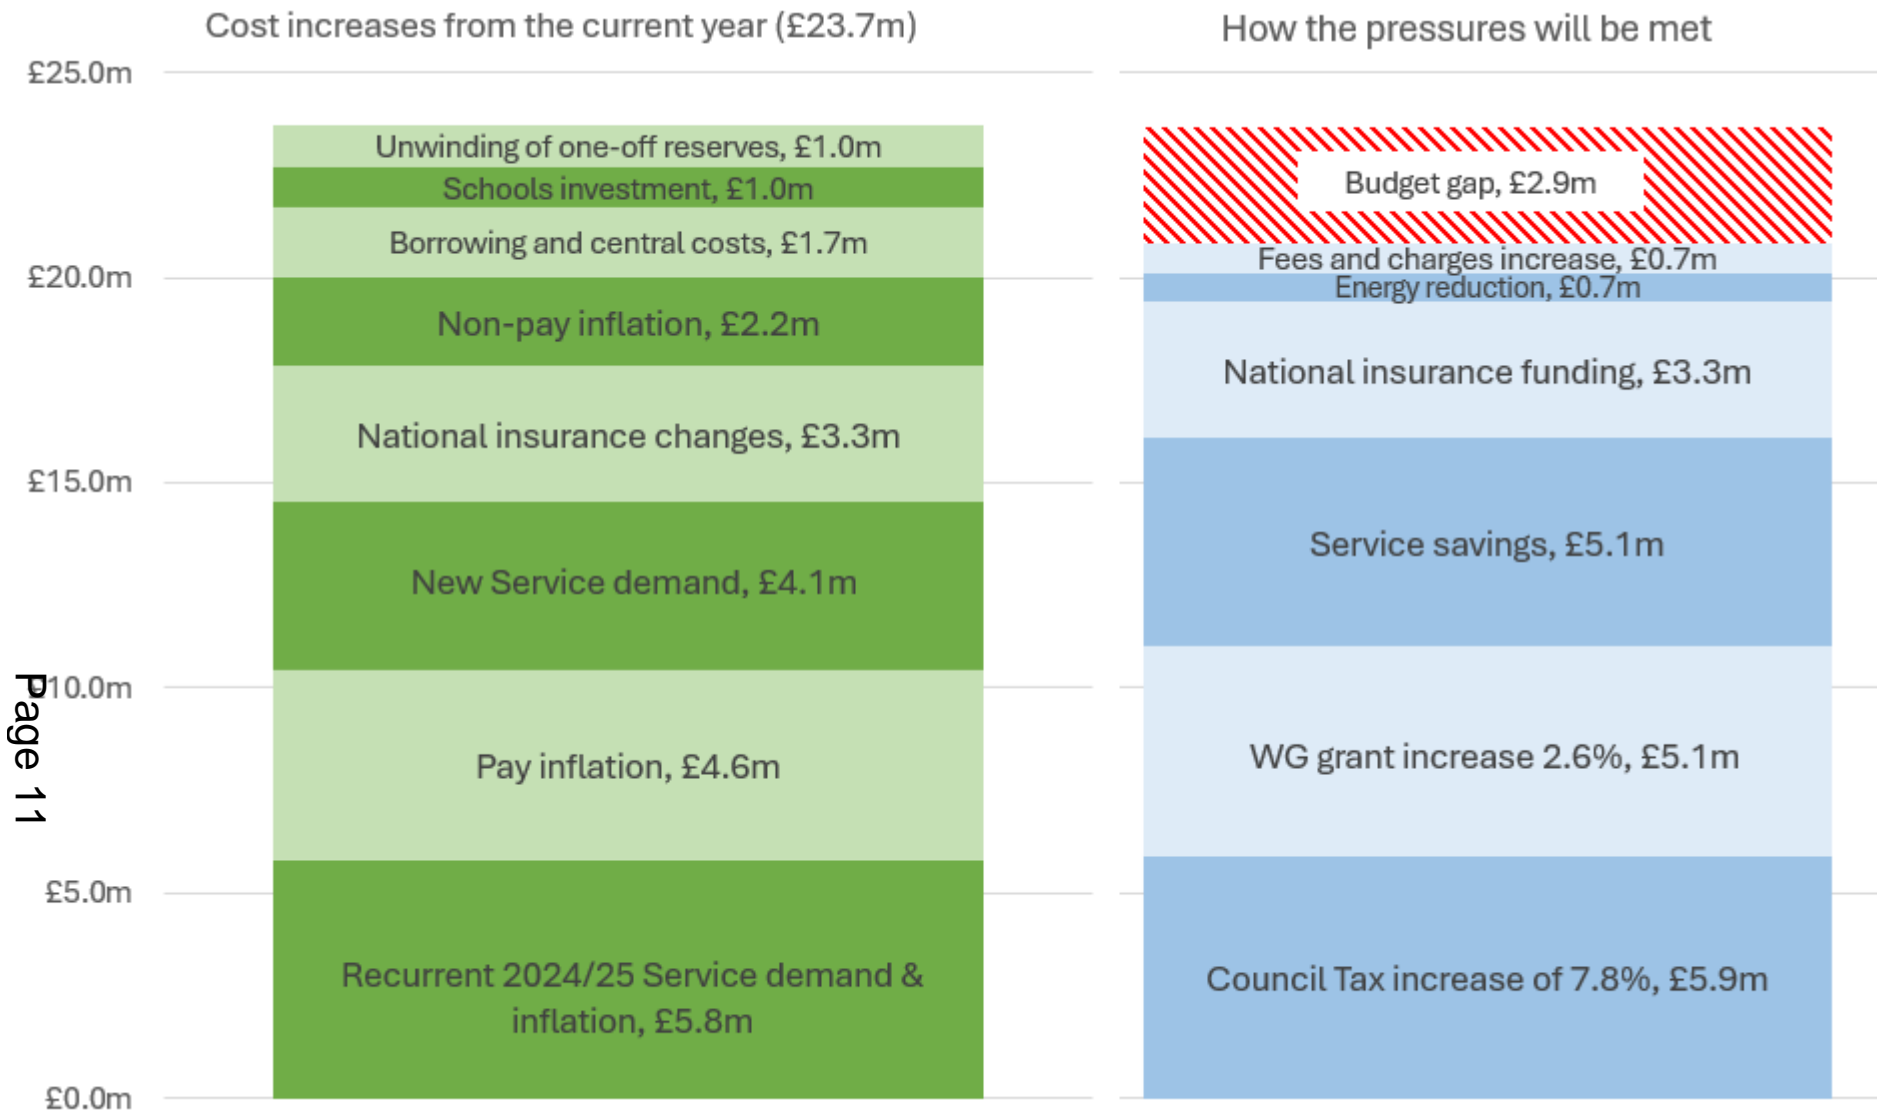 Cost increases from the current year (£23.7m)
£25.0m
£20.0m
£15.0m
£10.0m
£5.0m
£0.0m
Unwinding of one-off reserves, £1.0m
Schools investment, £1.0m
Borrowing and central costs, £1.7m
Non-pay inflation, £2.2m
National insurance changes, £3.3m
New Service demand, £4.1m
Pay inflation, £4.6m
Recurrent 2024/25 Service demand &
inflation, £5.8m
How the pressures will be met
Budget gap, £2.9m
Fees and charges increase, £0.7m
Energy reduction, £0.7m
National insurance funding, £3.3m
Service savings, £5.1m
WG grant increase 2.6%, £5.1m
Council Tax increase of 7.8%, £5.9m
Page 11